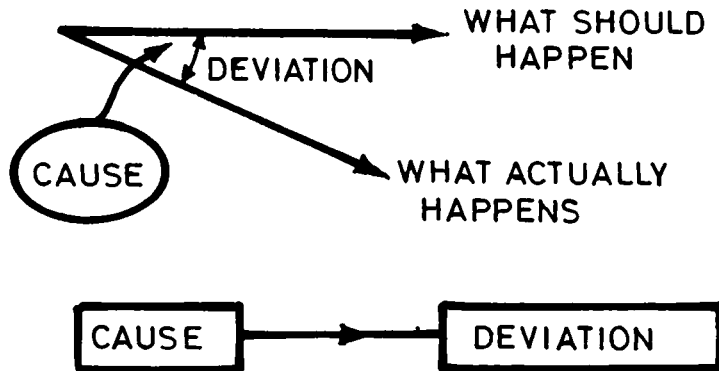 WHAT SHOULD
HAPPEN
DEVIATION
CAUSE
WHAT ACTUALLY
HAPPENS
CAUSE
DEVIATION